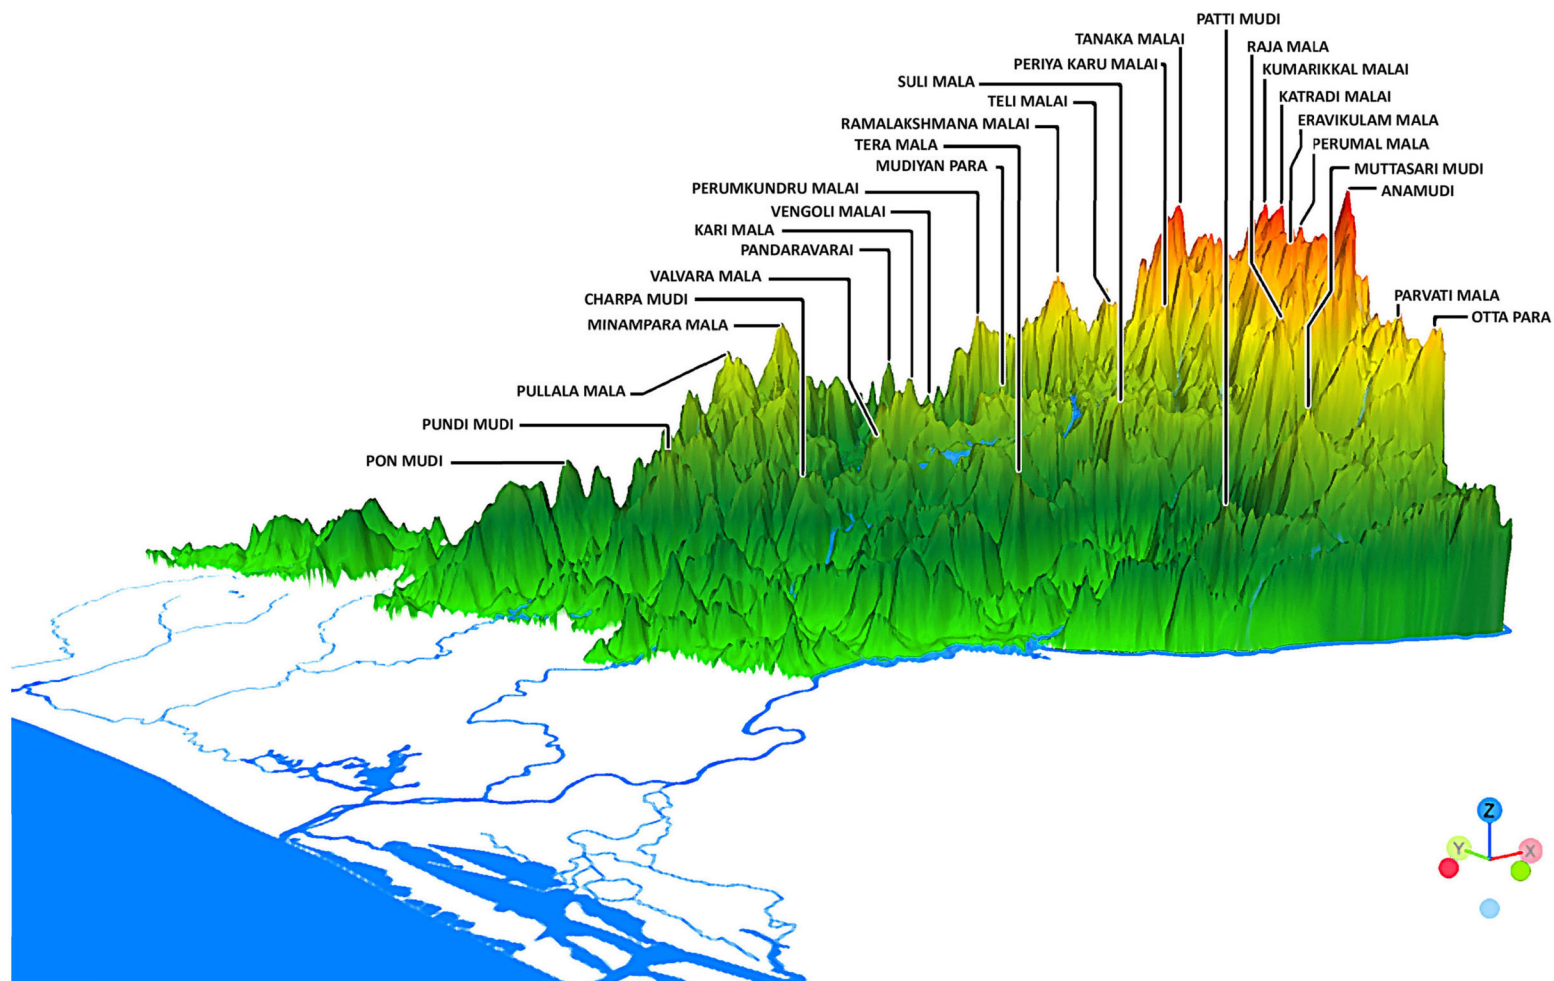 PATTI MUDI
TANAKA MALAI
RAJA MALA
PERIYA KARU MALAI
KUMARIKKAL MALAI
SULI MALA
TELI MALAI
KATRADI MALAI
RAMALAKSHMANA MALAI
ERAVIKULAM MALA
TERA MALA
PERUMAL MALA
MUDIYAN PARA
MUTTASARI MUDI
PERUMKUNDRU MALAI
ANAMUDI
VENGOLI MALAI
KARI MALA
PANDARAVARAI
VALVARA MALA
CHARPA MUDI
PARVATI MALA
MINAMPARA MALA
OTTA PARA
PULLALA MALA
PUNDI MUDI
PON MUDI
Z
Y
X